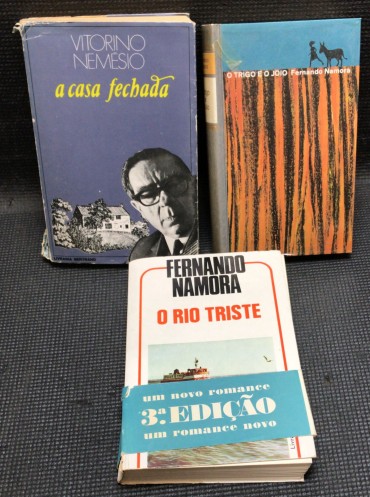 VITORINO
NEMÉSIO
a casa fechada
O TRIGO E O JOIO Fernando Namora
FERNANDO
NAMORA
O RIO TRISTE
um novo romance
3.ª EDIÇÃO
um romance novo